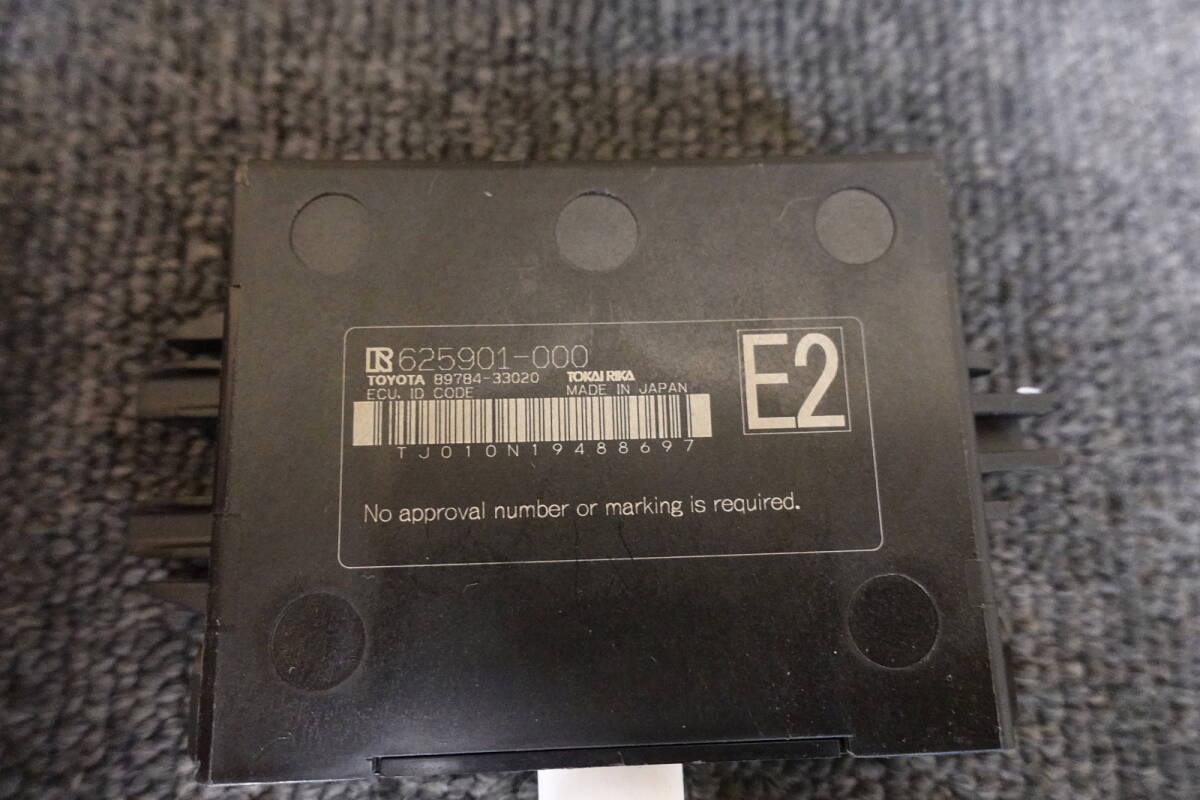 625901-000
TOYOTA 89784-33020 TOKAI RIKA
ECU, ID CODE MADE IN JAPAN
E2
TJ010N19488697
No approval number or marking is required.